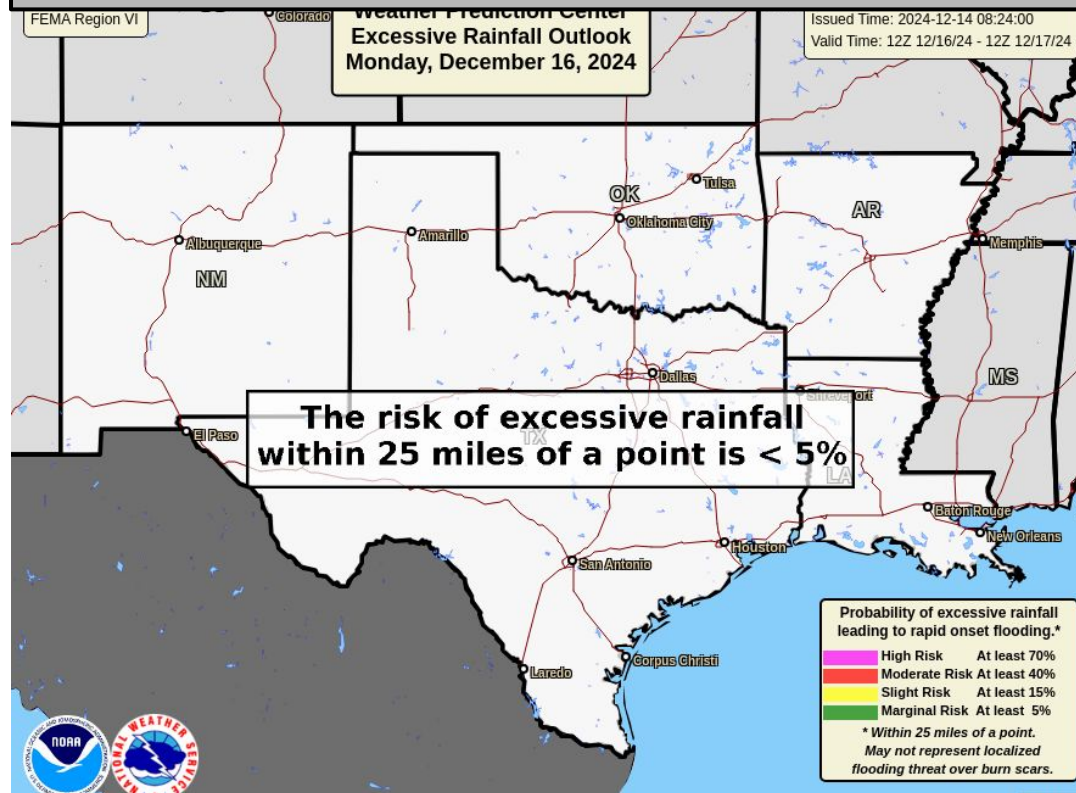 FEMA Region VI
Weather Prediction Center
Excessive Rainfall Outlook
Monday, December 16, 2024
Issued Time: 2024-12-14 08:24:00
Valid Time: 12Z 12/16/24 - 12Z 12/17/24
Colorado
Tulsa
OK
Oklahoma City
AR
Albuquerque
Amarillo
Memphis
NM
Dallas
MS
Shreveport
The risk of excessive rainfall
within 25 miles of a point is < 5%
El Paso
TX
LA
Baton Rouge
New Orleans
Houston
San Antonio
Corpus Christi
Laredo
Probability of excessive rainfall
leading to rapid onset flooding.*
High Risk At least 70%
Moderate Risk At least 40%
Slight Risk At least 15%
Marginal Risk At least 5%
* Within 25 miles of a point.
May not represent localized
flooding threat over burn scars.
NOAA
NATIONAL WEATHER SERVICE